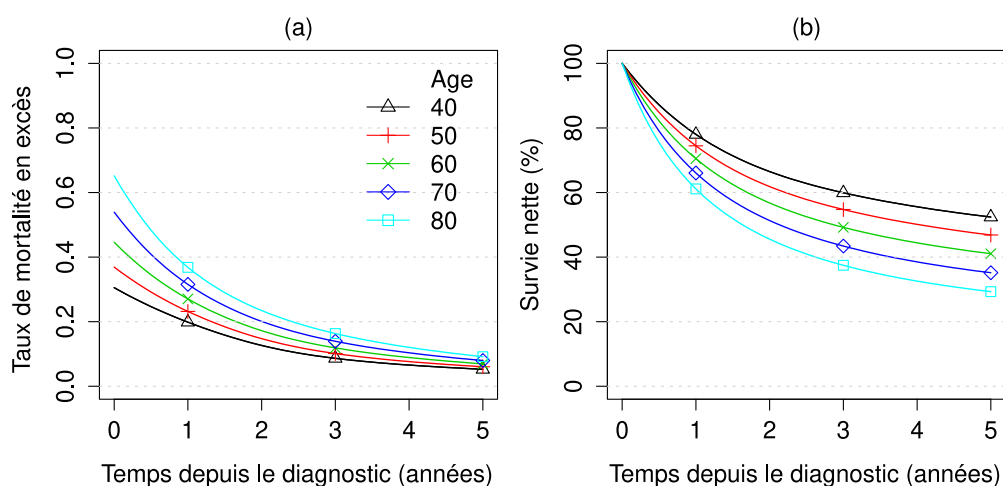 (a)
Taux de mortalité en excès
1.0
0.8
0.6
0.4
0.2
0.0
Age
40
50
60
70
80
0 1 2 3 4 5
Temps depuis le diagnostic (années)
(b)
Survie nette (%)
100
80
60
40
20
0
0 1 2 3 4 5
Temps depuis le diagnostic (années)